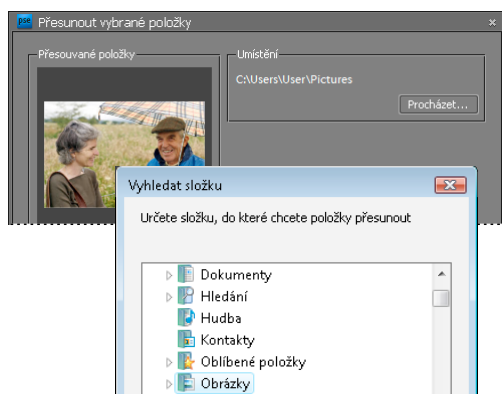 pse Přesunout vybrané položky
Přesouvané položky
Umístění
C:\Users\User\Pictures
Procházet...
Vyhledat složku
Určete složku, do které chcete položky přesunout
Dokumenty
Hledání
Hudba
Kontakty
Oblíbené položky
Obrázky